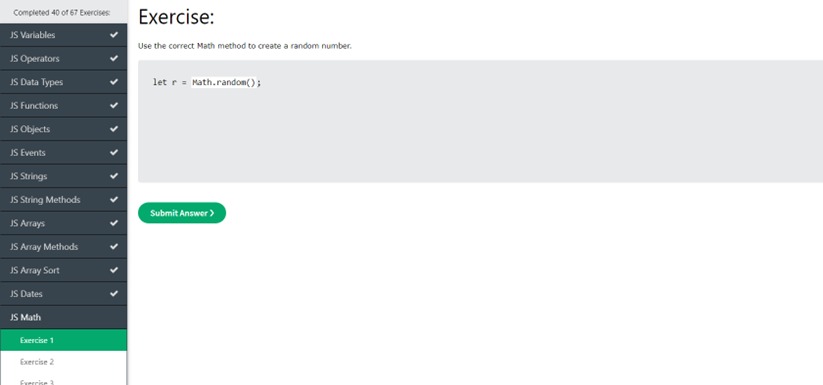 Completed 40 of 67 Exercises:
JS Variables
JS Operators
JS Data Types
JS Functions
JS Objects
JS Events
JS Strings
JS String Methods
JS Arrays
JS Array Methods
JS Array Sort
JS Dates
JS Math
Exercise 1
Exercise 2
Exercise 3
Exercise:
Use the correct Math method to create a random number.
let r = Math.random();
Submit Answer ❯